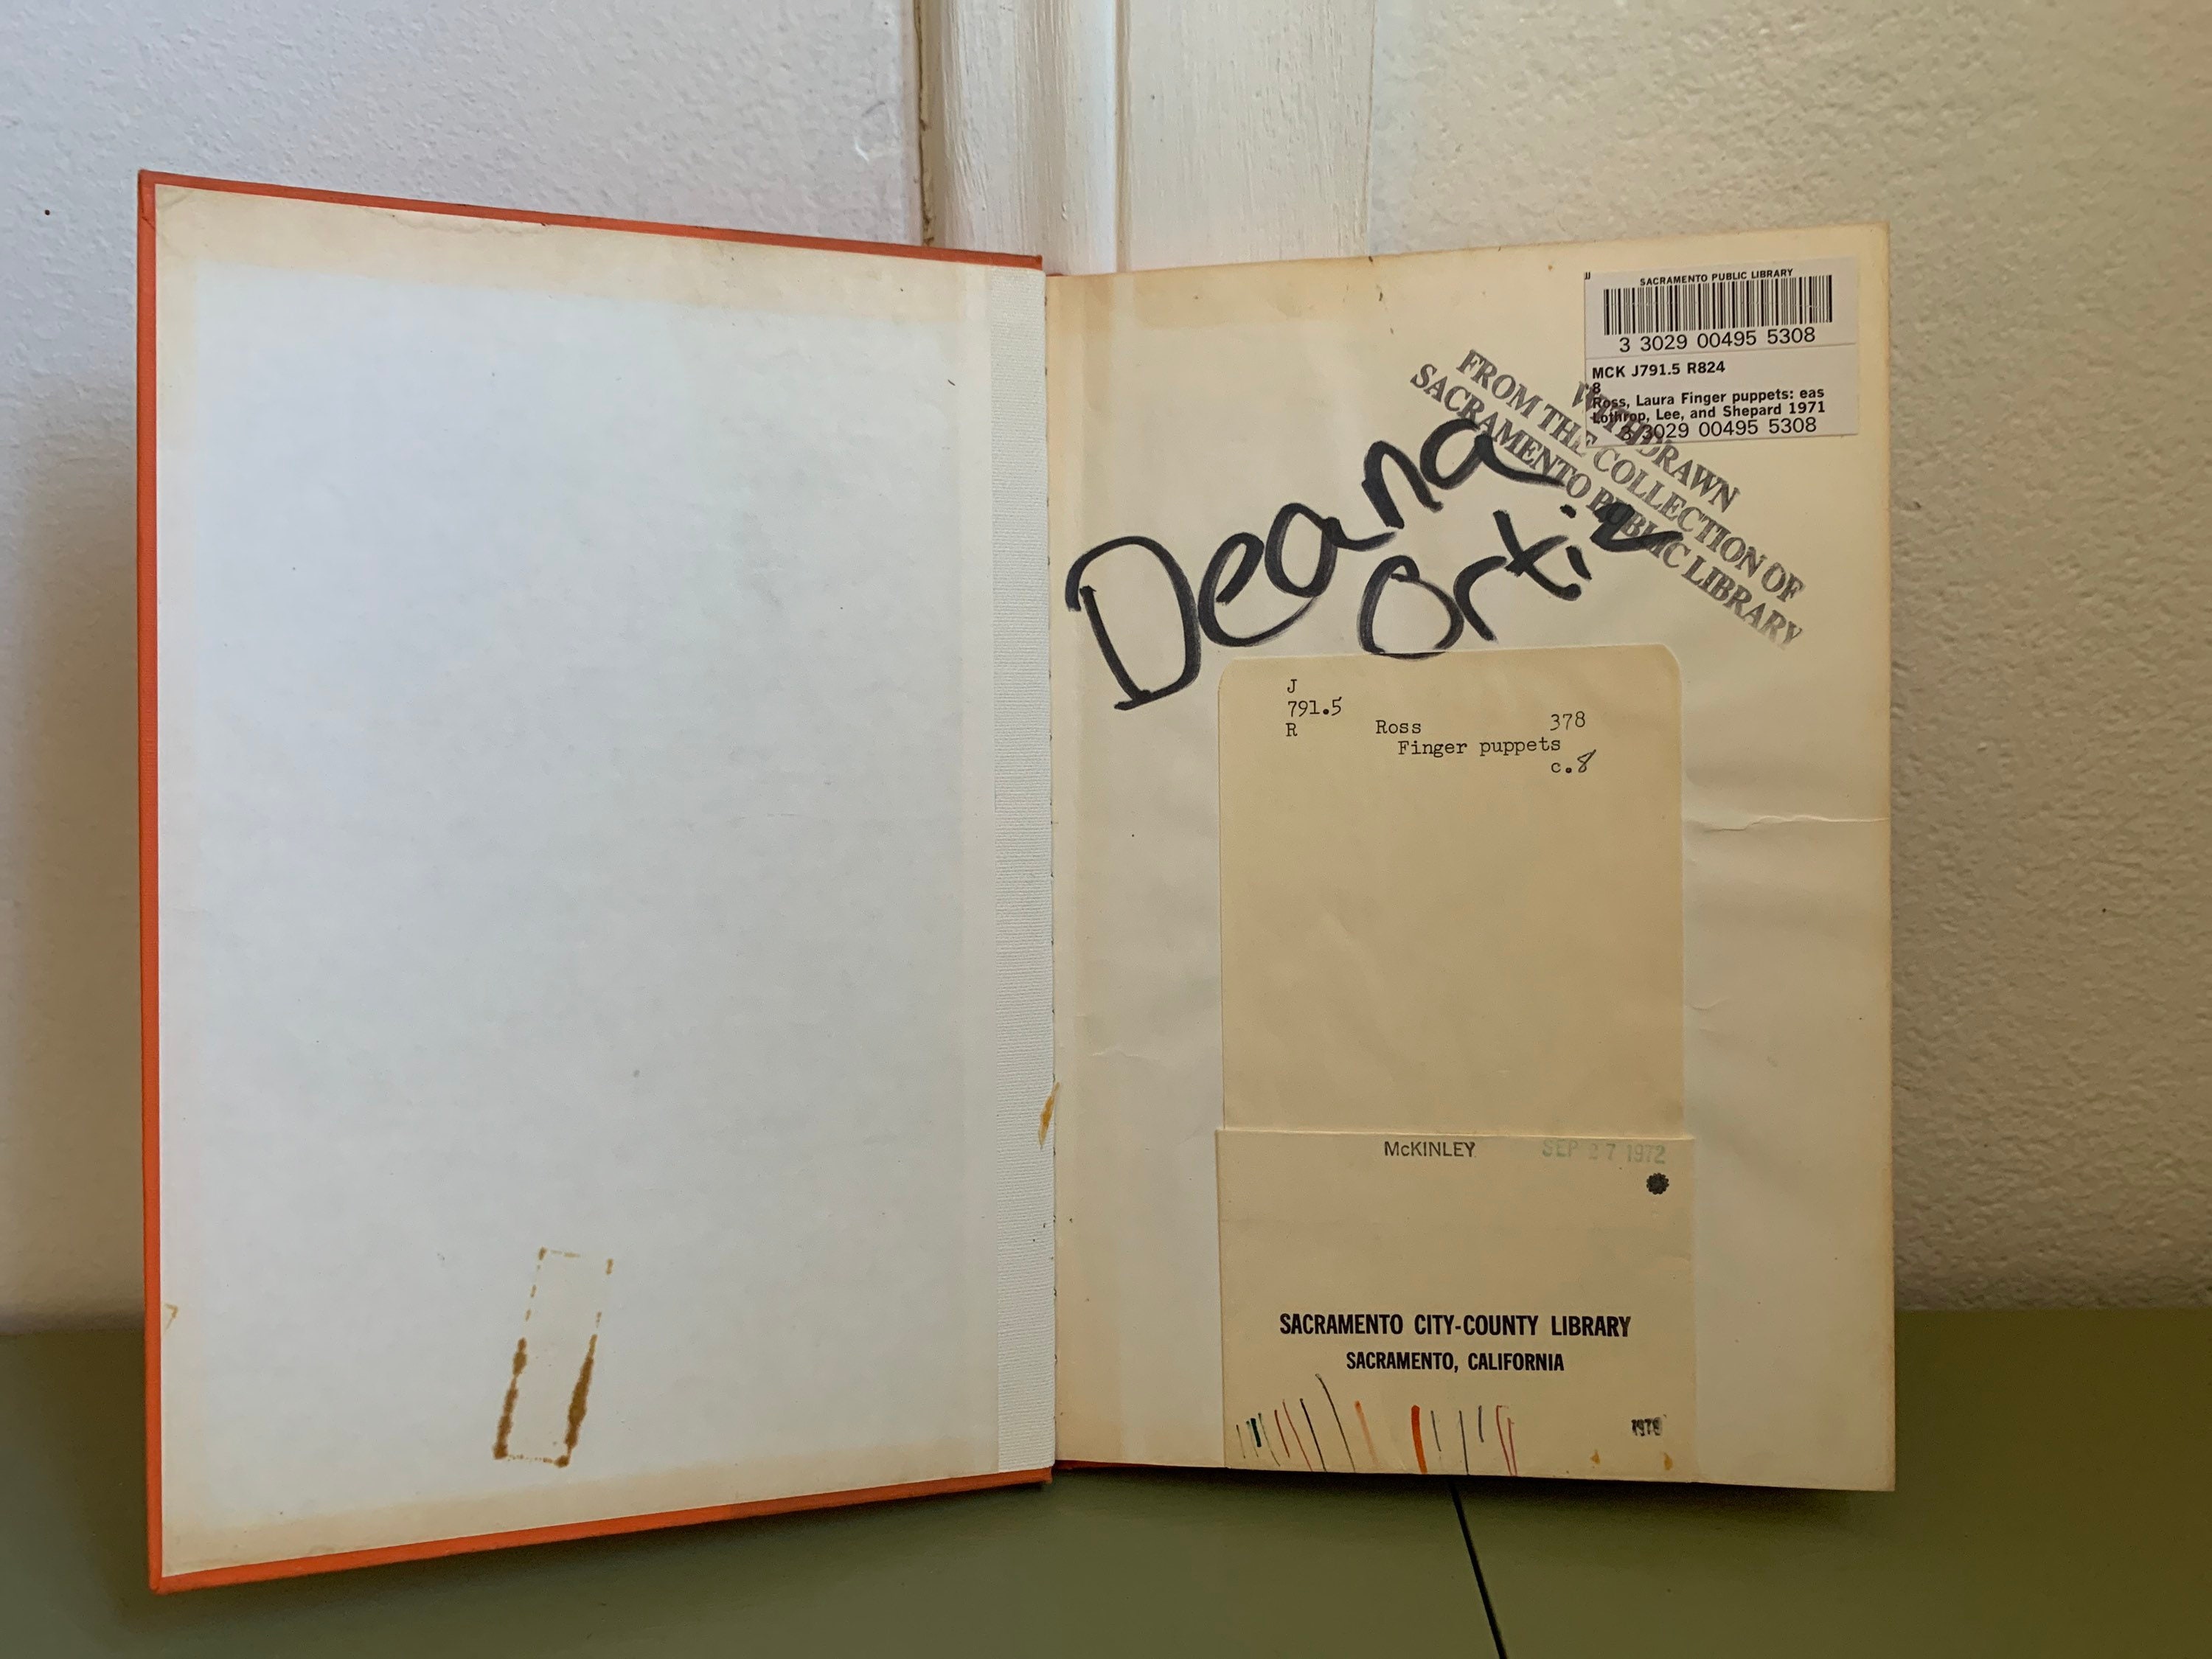 SACRAMENTO PUBLIC LIBRARY
3 3029 00495 5308
MCK J791.5 R824
8
Ross, Laura Finger puppets: eas
Lothrop, Lee, and Shepard 1971
3 3029 00495 5308
WITHDRAWN
FROM THE COLLECTION OF
SACRAMENTO PUBLIC LIBRARY
Deana
Ortiz
J
791.5
R Ross 378
Finger puppets
c.8
McKINLEY SEP 27 1972
SACRAMENTO CITY-COUNTY LIBRARY
SACRAMENTO, CALIFORNIA